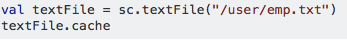 val textFile = sc.textFile("/user/emp.txt")
textFile.cache